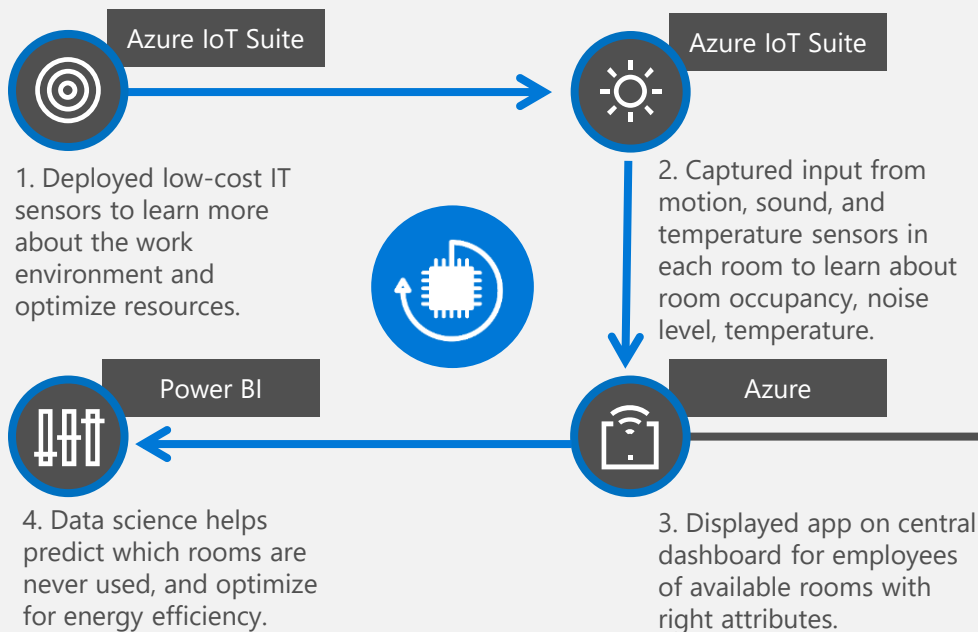 Azure IoT Suite
1. Deployed low-cost IT
sensors to learn more
about the work
environment and
optimize resources.
Azure IoT Suite
2. Captured input from
motion, sound, and
temperature sensors in
each room to learn about
room occupancy, noise
level, temperature.
Azure
3. Displayed app on central
dashboard for employees
of available rooms with
right attributes.
Power BI
4. Data science helps
predict which rooms are
never used, and optimize
for energy efficiency.